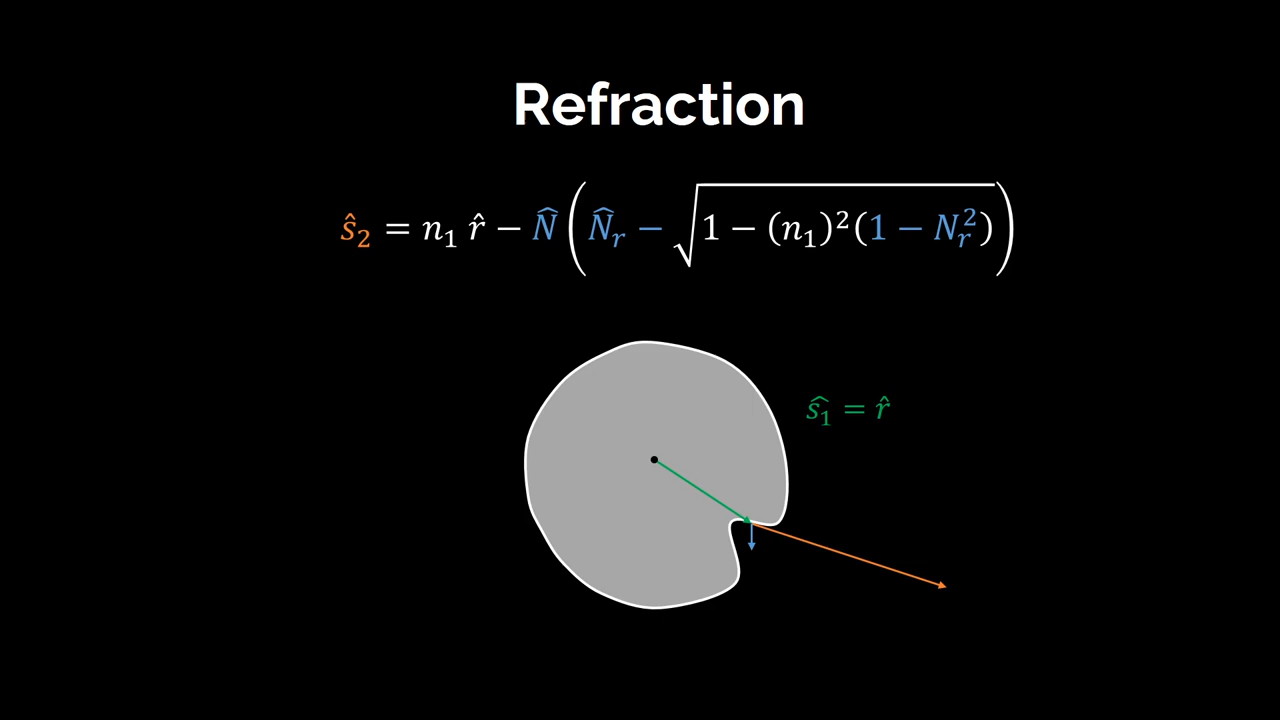 Refraction
ŝ₂ = n₁ r̂ − N̂ (N̂ᵣ − √(1 − (n₁)²(1 − Nᵣ²)))
ŝ₁ = r̂